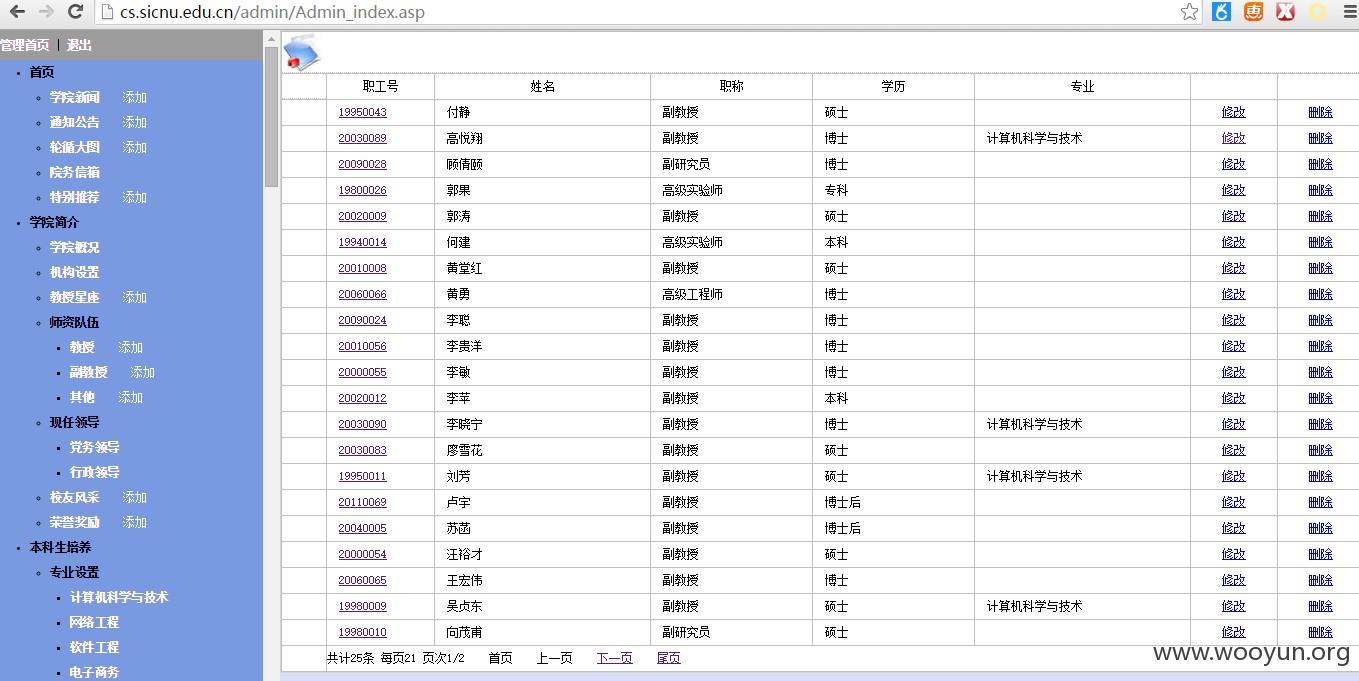 cs.sicnu.edu.cn/admin/Admin_index.asp
管理首页 | 退出
首页
学院新闻 添加
通知公告 添加
轮循大图 添加
院务信箱
特别推荐 添加
学院简介
学院概况
机构设置
教授星座 添加
师资队伍
教授 添加
副教授 添加
其他 添加
现任领导
党务领导
行政领导
校友风采 添加
荣誉奖励 添加
本科生培养
专业设置
计算机科学与技术
网络工程
软件工程
电子商务
职工号 姓名 职称 学历 专业
19950043 付静 副教授 硕士 修改 删除
20030089 高悦翔 副教授 博士 计算机科学与技术 修改 删除
20090028 顾倩颐 副研究员 博士 修改 删除
19800026 郭果 高级实验师 专科 修改 删除
20020009 郭涛 副教授 硕士 修改 删除
19940014 何建 高级实验师 本科 修改 删除
20010008 黄堂红 副教授 硕士 修改 删除
20060066 黄勇 高级工程师 博士 修改 删除
20090024 李聪 副教授 博士 修改 删除
20010056 李贵洋 副教授 博士 修改 删除
20000055 李敏 副教授 博士 修改 删除
20020012 李苹 副教授 本科 修改 删除
20030090 李晓宁 副教授 博士 计算机科学与技术 修改 删除
20030083 廖雪花 副教授 硕士 修改 删除
19950011 刘芳 副教授 硕士 计算机科学与技术 修改 删除
20110069 卢宇 副教授 博士后 修改 删除
20040005 苏菡 副教授 博士后 修改 删除
20000054 汪裕才 副教授 硕士 修改 删除
20060065 王宏伟 副教授 博士 修改 删除
19980009 吴贞东 副教授 硕士 计算机科学与技术 修改 删除
19980010 向茂甫 副研究员 硕士 修改 删除
共计25条 每页21 页次1/2 首页 上一页 下一页 尾页
www.wooyun.org